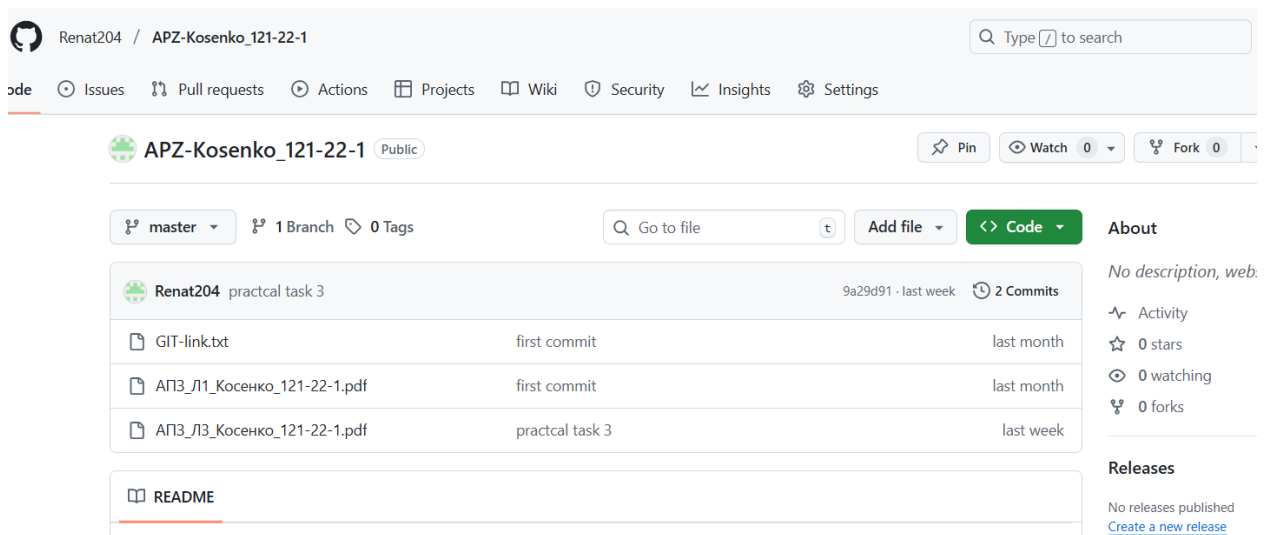 Renat204 / APZ-Kosenko_121-22-1
Type / to search
ode Issues Pull requests Actions Projects Wiki Security Insights Settings
APZ-Kosenko_121-22-1 Public
Pin Watch 0 Fork 0
master 1 Branch 0 Tags
Go to file t Add file Code
Renat204 practcal task 3 9a29d91 · last week 2 Commits
GIT-link.txt first commit last month
АПЗ_Л1_Косенко_121-22-1.pdf first commit last month
АПЗ_Л3_Косенко_121-22-1.pdf practcal task 3 last week
README
About
No description, webs
Activity
0 stars
0 watching
0 forks
Releases
No releases published
Create a new release